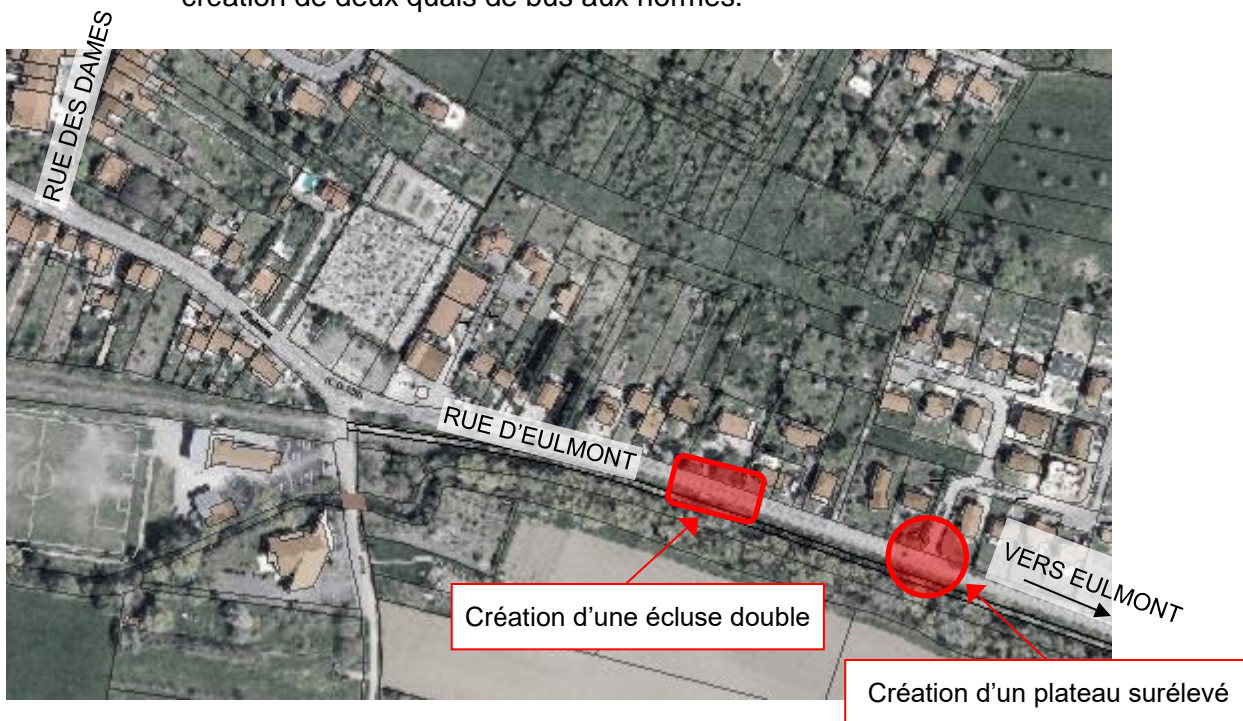 création de deux quais de bus aux normes.
RUE DES DAMES
RUE D'EULMONT
VERS EULMONT
Création d'une écluse double
Création d'un plateau surélevé